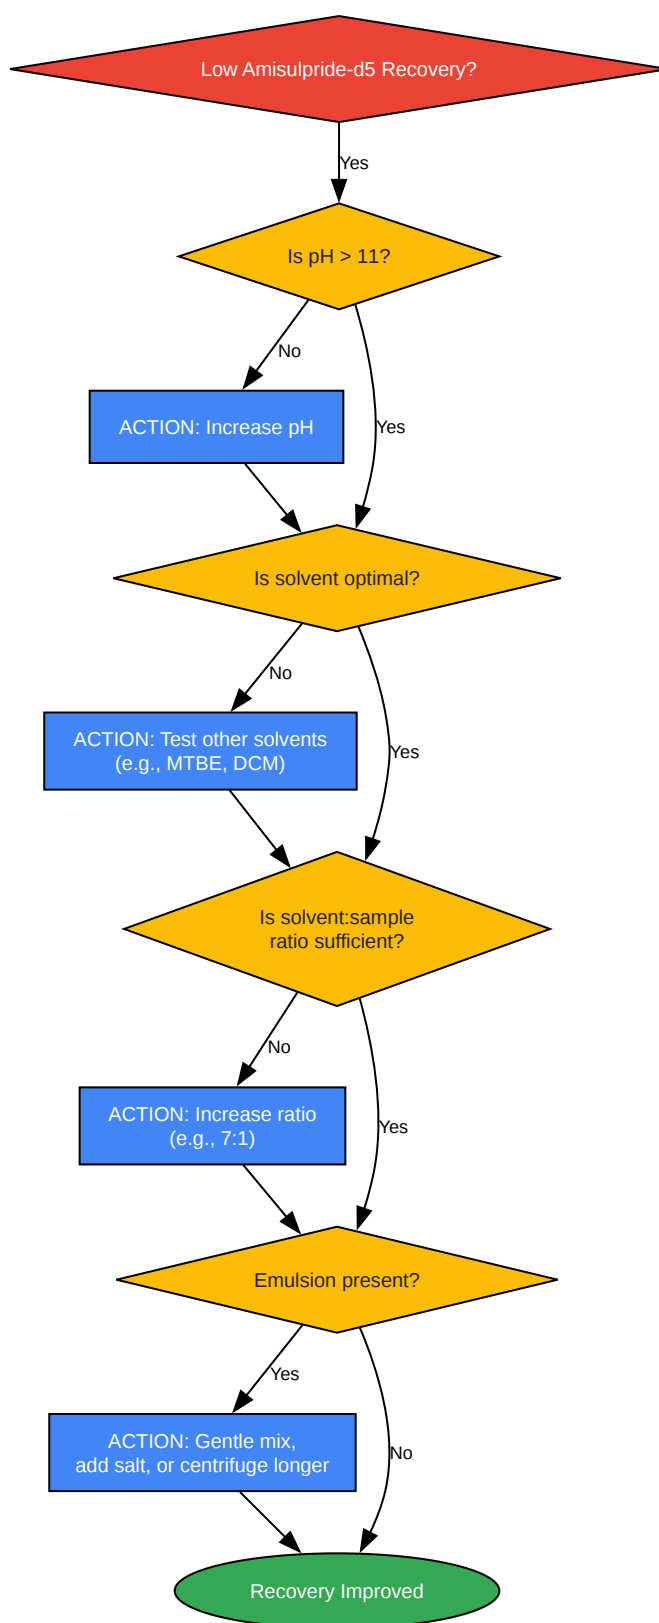 Low Amisulpride-d5 Recovery?
Yes
Is pH > 11?
No
ACTION: Increase pH
Yes
Is solvent optimal?
No
ACTION: Test other solvents
(e.g., MTBE, DCM)
Yes
Is solvent:sample
ratio sufficient?
No
ACTION: Increase ratio
(e.g., 7:1)
Yes
Emulsion present?
Yes
ACTION: Gentle mix,
add salt, or centrifuge longer
No
Recovery Improved